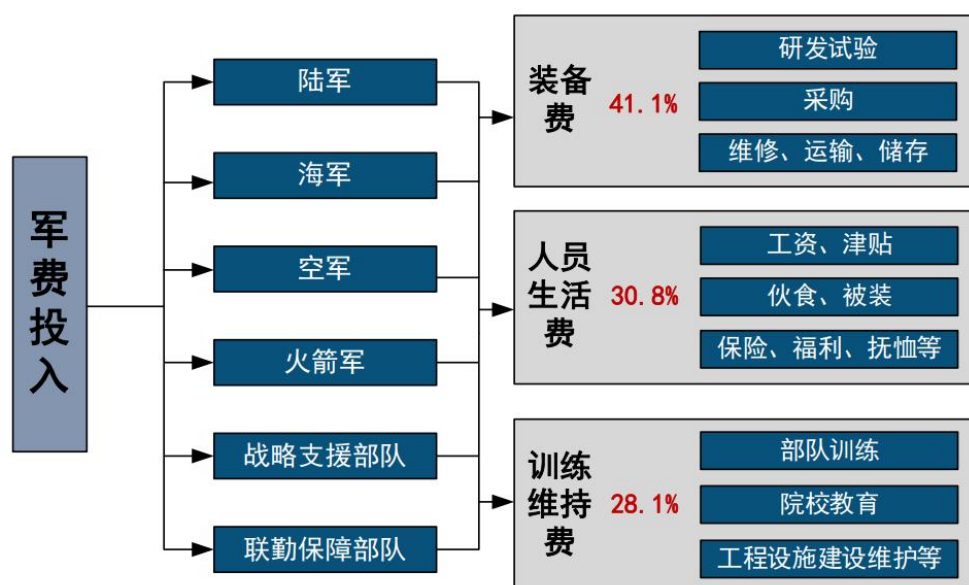 军费投入
陆军
海军
空军
火箭军
战略支援部队
联勤保障部队
装备
费
41.1%
研发试验
采购
维修、运输、储存
人员
生活
费
30.8%
工资、津贴
伙食、被装
保险、福利、抚恤等
训练
维持
费
28.1%
部队训练
院校教育
工程设施建设维护等